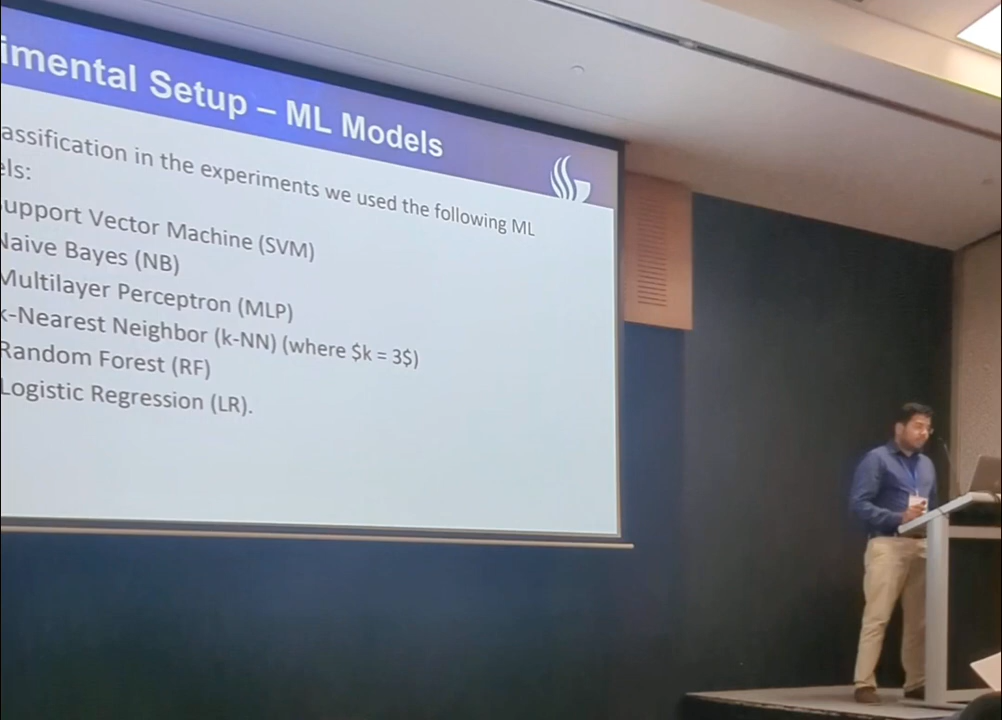 imental Setup – ML Models
assification in the experiments we used the following ML
els:
upport Vector Machine (SVM)
Naive Bayes (NB)
Multilayer Perceptron (MLP)
k-Nearest Neighbor (k-NN) (where $k = 3$)
Random Forest (RF)
Logistic Regression (LR).